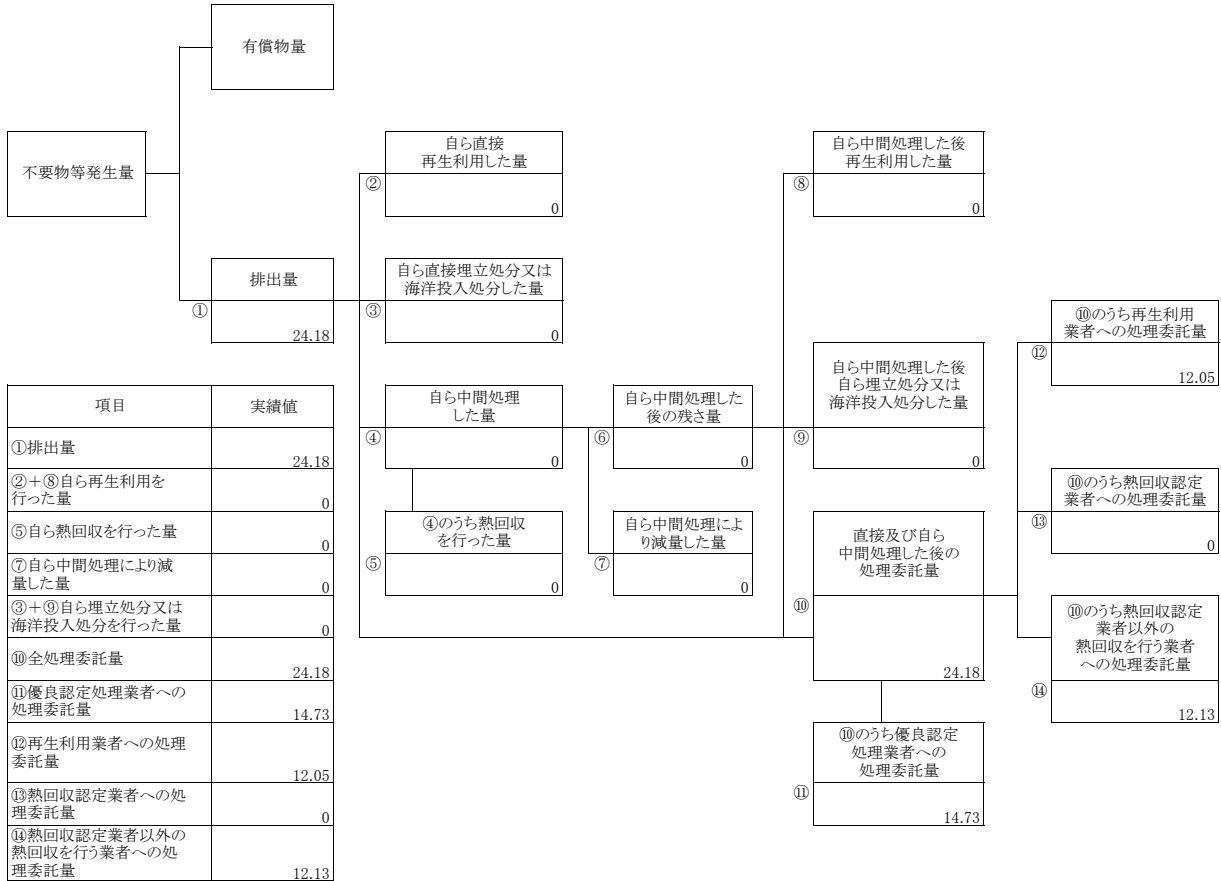 有償物量
不要物等発生量
自ら直接
再生利用した量
②
0
自ら中間処理した後
再生利用した量
⑧
0
排出量
①
24.18
自ら直接埋立処分又は
海洋投入処分した量
③
0
⑩のうち再生利用
業者への処理委託量
⑫
12.05
自ら中間処理した後
自ら埋立処分又は
海洋投入処分した量
⑨
0
自ら中間処理
した量
④
0
自ら中間処理した
後の残さ量
⑥
0
⑩のうち熱回収認定
業者への処理委託量
⑬
0
④のうち熱回収
を行った量
⑤
0
自ら中間処理によ
り減量した量
⑦
0
直接及び自ら
中間処理した後の
処理委託量
⑩
24.18
⑩のうち熱回収認定
業者以外の
熱回収を行う業者
への処理委託量
⑭
12.13
⑩のうち優良認定
処理業者への
処理委託量
⑪
14.73
項目 実績値
①排出量
24.18
②＋⑧自ら再生利用を
行った量
0
⑤自ら熱回収を行った量
0
⑦自ら中間処理により減
量した量
0
③＋⑨自ら埋立処分又は
海洋投入処分を行った量
0
⑩全処理委託量
24.18
⑪優良認定処理業者への
処理委託量
14.73
⑫再生利用業者への処理
委託量
12.05
⑬熱回収認定業者への処
理委託量
0
⑭熱回収認定業者以外の
熱回収を行う業者への処
理委託量
12.13